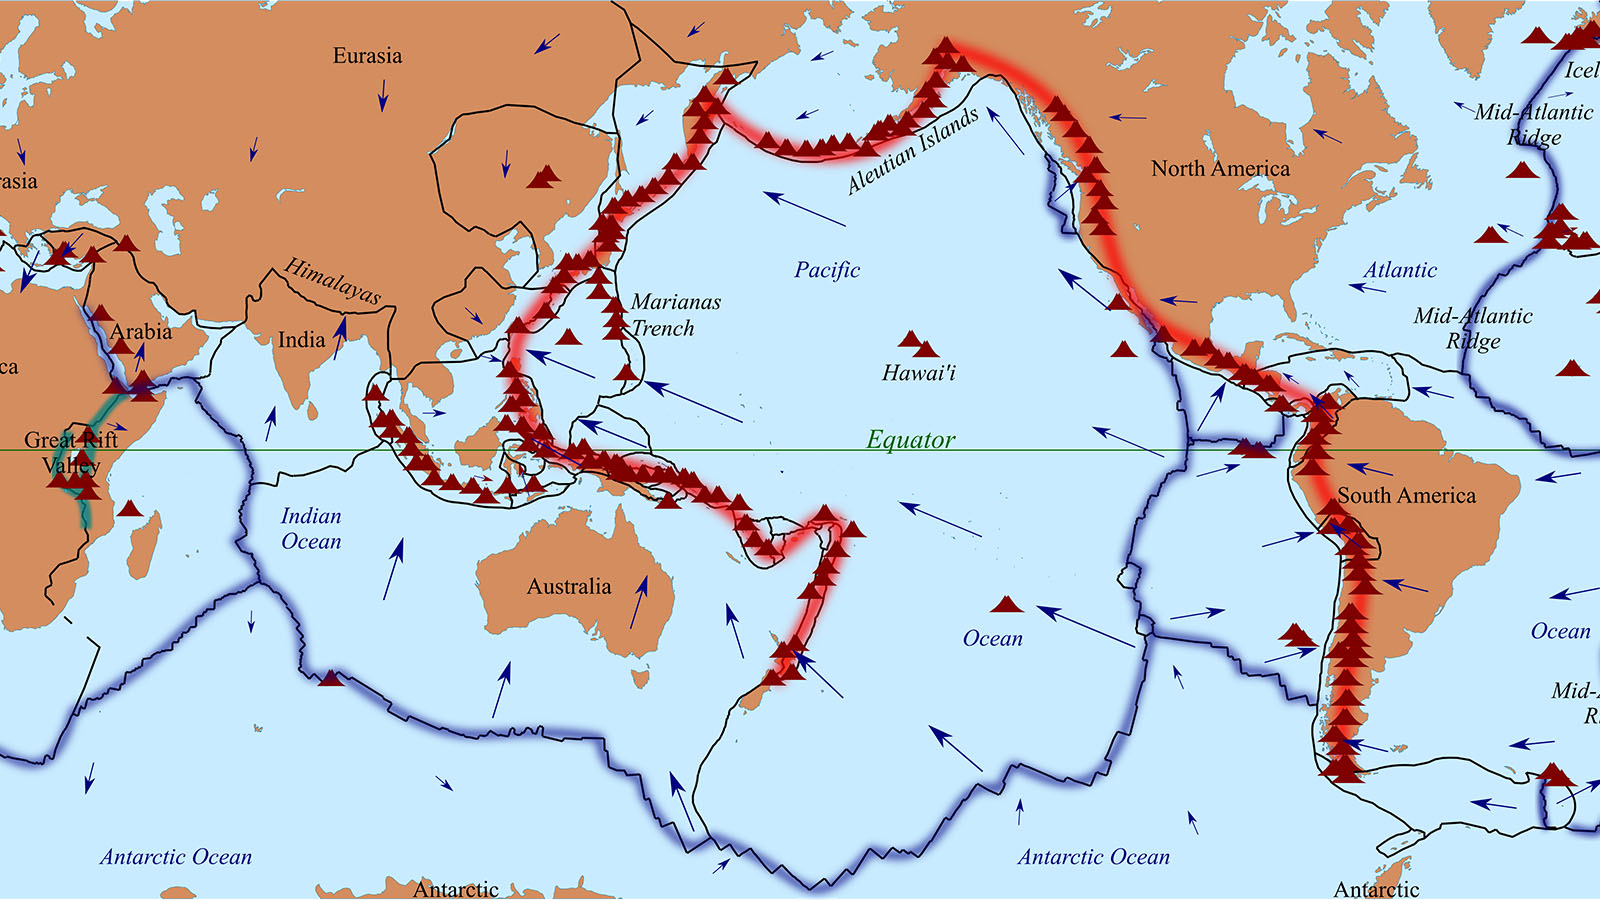 Eurasia
Icel
Mid-Atlantic
Ridge
Aleutian Islands
North America
rasia
Himalayas
Pacific
Atlantic
Marianas
Trench
Arabia
India
Mid-Atlantic
Ridge
ca
Hawai'i
Great Rift
Valley
Equator
South America
Indian
Ocean
Australia
Ocean
Ocean
Mid-A
Ri
Antarctic Ocean
Antarctic Ocean
Antarctic
Antarctic